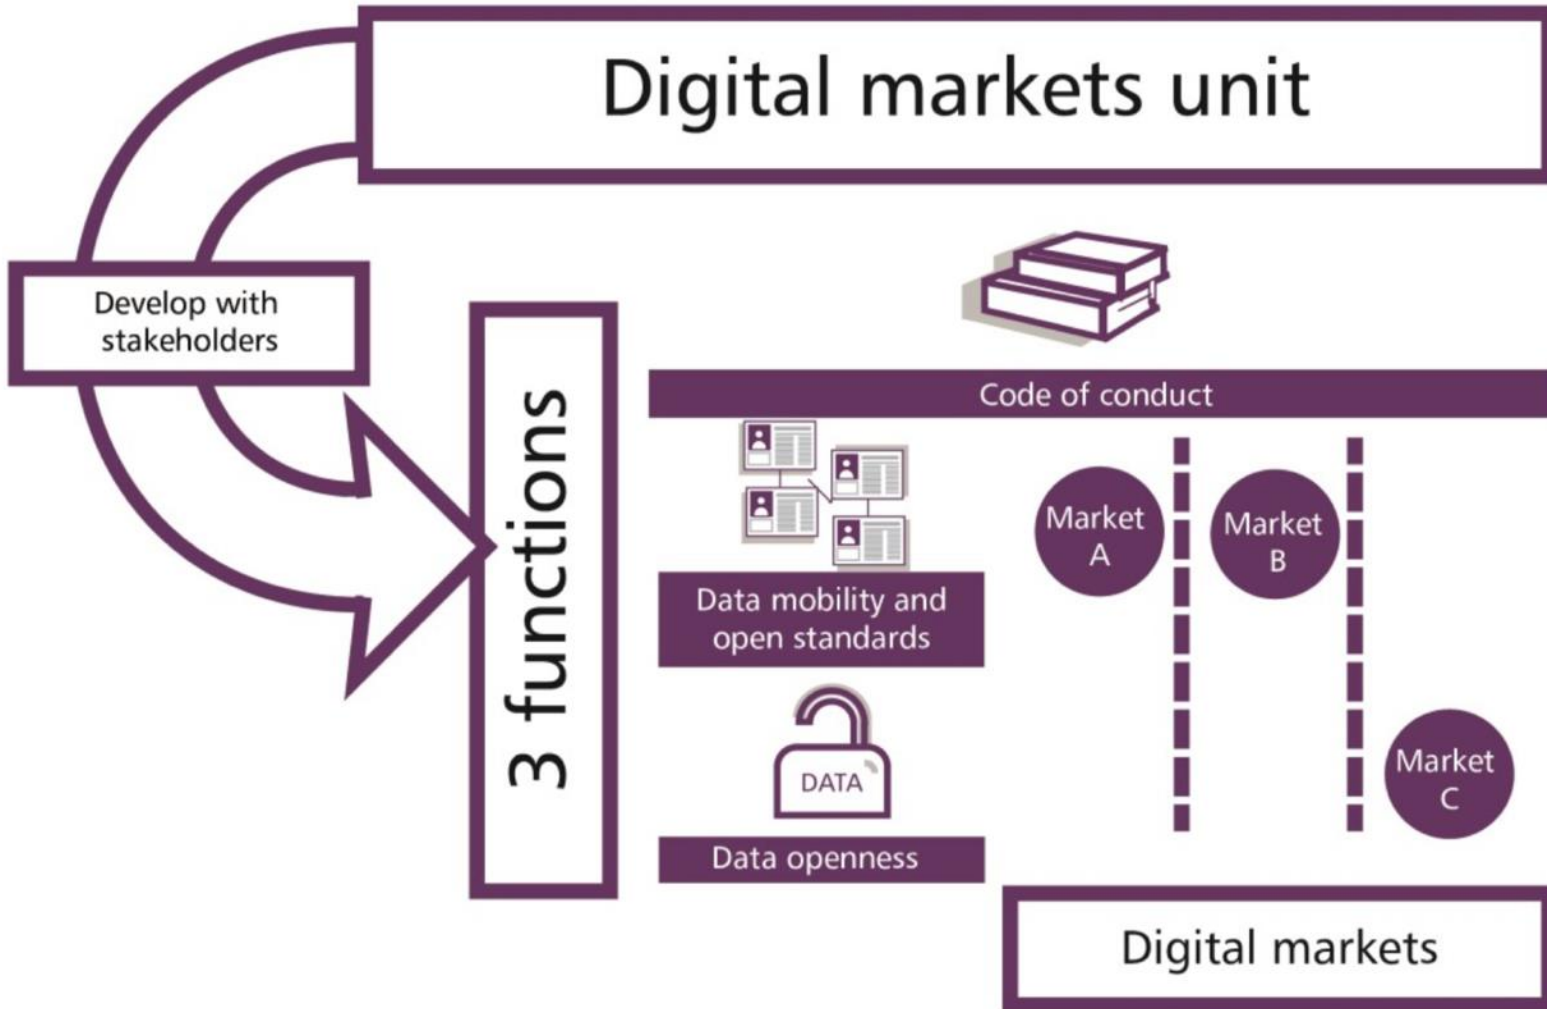 Digital markets unit
Develop with
stakeholders
3 functions
Code of conduct
Data mobility and
open standards
DATA
Data openness
Market
A
Market
B
Market
C
Digital markets